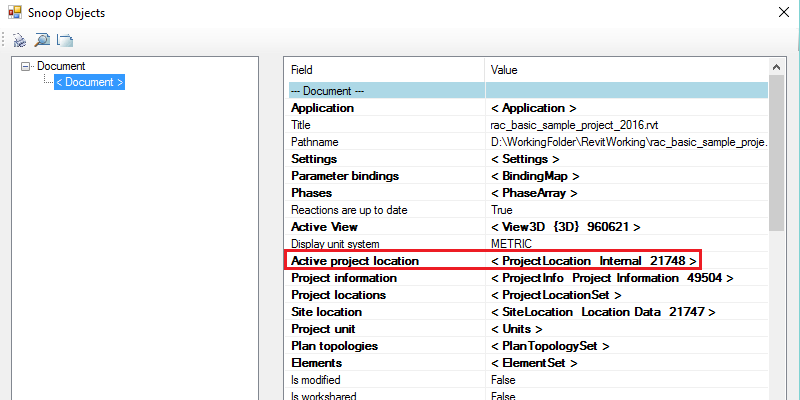 Snoop Objects
Document
< Document >
Field Value
--- Document ---
Application < Application >
Title rac_basic_sample_project_2016.rvt
Pathname D:\WorkingFolder\RevitWorking\rac_basic_sample_proje...
Settings < Settings >
Parameter bindings < BindingMap >
Phases < PhaseArray >
Reactions are up to date True
Active View < View3D {3D} 960621 >
Display unit system METRIC
Active project location < ProjectLocation Internal 21748 >
Project information < ProjectInfo Project Information 49504 >
Project locations < ProjectLocationSet >
Site location < SiteLocation Location Data 21747 >
Project unit < Units >
Plan topologies < PlanTopologySet >
Elements < ElementSet >
Is modified False
Is workshared False